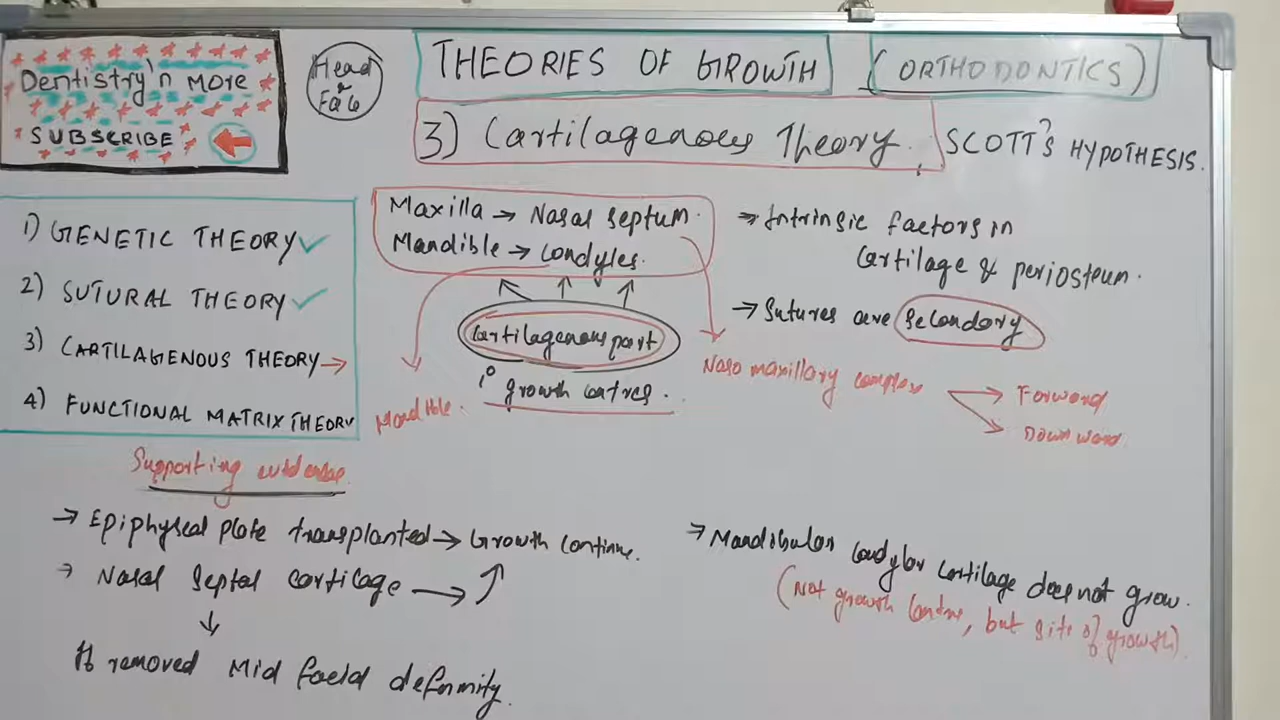 Dentistry'n More
SUBSCRIBE
Head
&
Face
THEORIES OF GROWTH (ORTHODONTICS)
3) Cartilagenous Theory. SCOTT'S HYPOTHESIS.
1) GENETIC THEORY ✓
2) SUTURAL THEORY ✓
3) CARTILAGENOUS THEORY →
4) FUNCTIONAL MATRIX THEORY
Maxilla → Nasal septum.
Mandible → Condyles.
Cartilagenous part
1° growth centres.
Mandible.
→ Intrinsic factors in
Cartilage & periosteum.
→ Sutures are Secondary
Naso maxillary complex → Forward
→ Downward
Supporting evidence.
→ Epiphyseal plate transplanted → Growth continue.
→ Nasal Septal cartilage →
↓
If removed Mid facial deformity.
→ Mandibular condylar cartilage does not grow.
(Not growth centre, but site of growth)